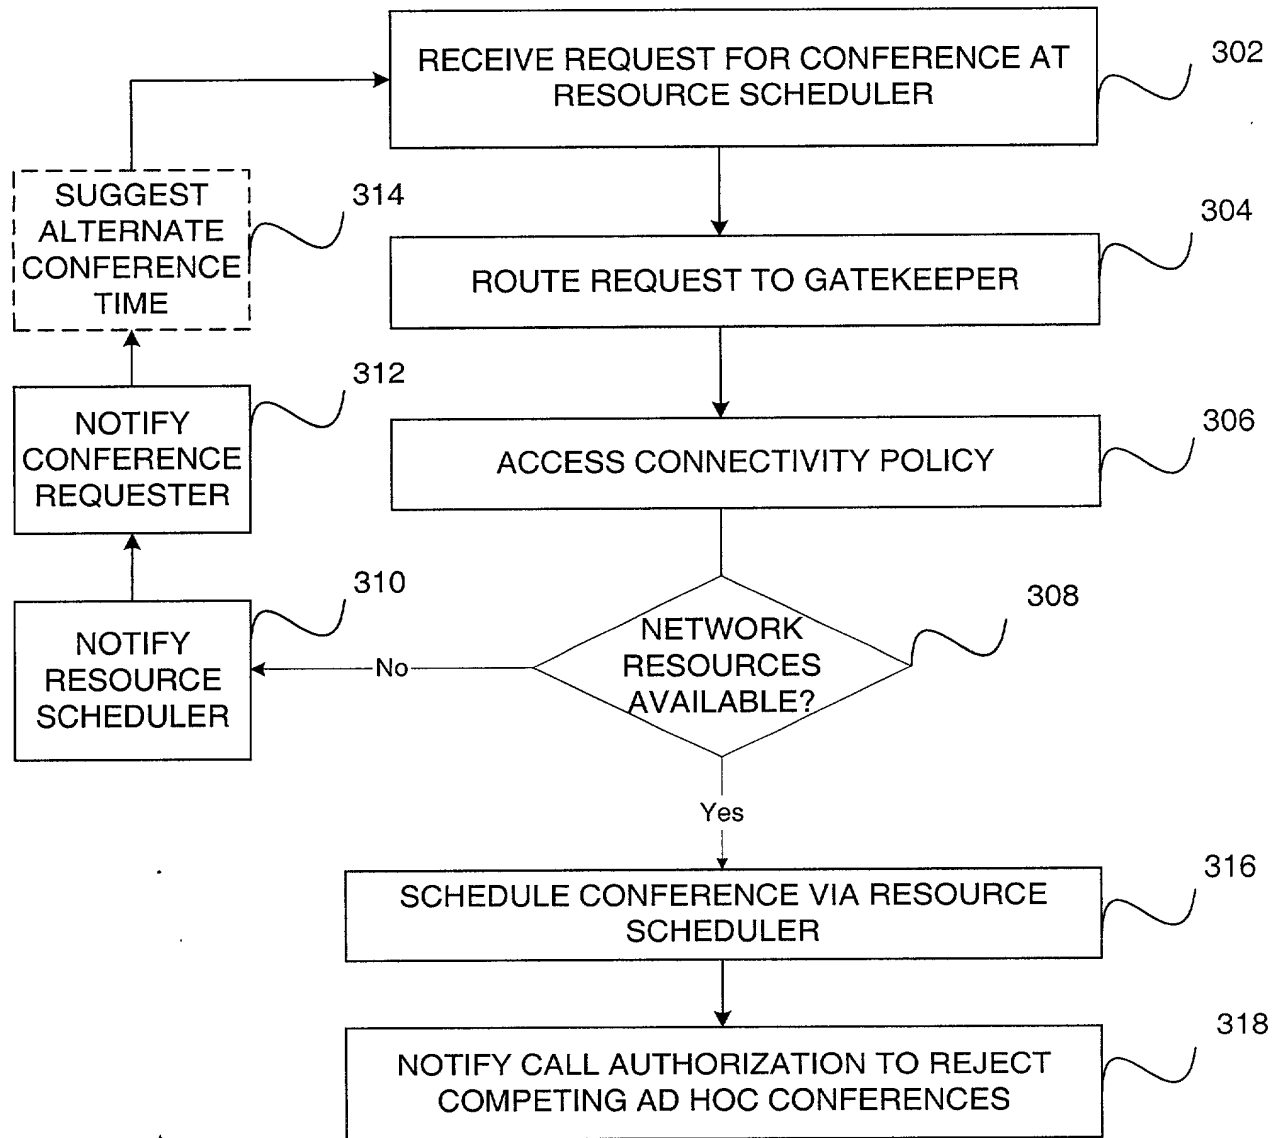 RECEIVE REQUEST FOR CONFERENCE AT
RESOURCE SCHEDULER
302
SUGGEST
ALTERNATE
CONFERENCE
TIME
314
ROUTE REQUEST TO GATEKEEPER
304
NOTIFY
CONFERENCE
REQUESTER
312
ACCESS CONNECTIVITY POLICY
306
NOTIFY
RESOURCE
SCHEDULER
310
No
NETWORK
RESOURCES
AVAILABLE?
308
Yes
SCHEDULE CONFERENCE VIA RESOURCE
SCHEDULER
316
NOTIFY CALL AUTHORIZATION TO REJECT
COMPETING AD HOC CONFERENCES
318